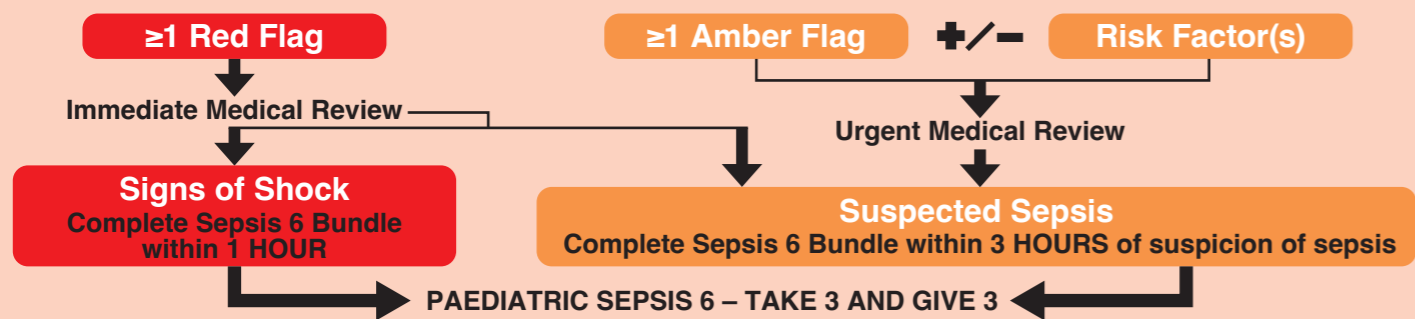 ≥1 Red Flag
≥1 Amber Flag
+/−
Risk Factor(s)
Immediate Medical Review
Urgent Medical Review
Signs of Shock
Complete Sepsis 6 Bundle
within 1 HOUR
Suspected Sepsis
Complete Sepsis 6 Bundle within 3 HOURS of suspicion of sepsis
PAEDIATRIC SEPSIS 6 – TAKE 3 AND GIVE 3